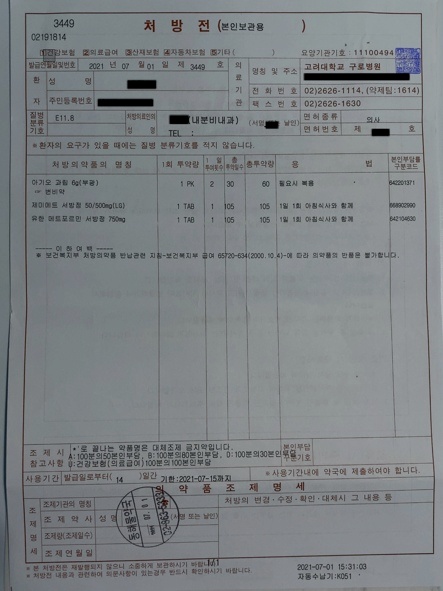 3449
02191814
처 방 전 (본인보관용)
①건강보험 ②의료급여 ③산재보험 ④자동차보험 ⑤기타 ( ) 요양기관기호: 11100494
발급년월일및번호 2021 년 07 월 01 일 제 3449 호
의료기관
명칭 및 주소 고려대학교 구로병원
전 화 번 호 02)2626-1114, (약제팀:1614)
팩 스 번 호 02)2626-1630
환자
성 명
주민등록번호
질병분류기호 E11.8
처방의료인의 성명
(내분비내과)
TEL :
(서명 날인)
면허종류 의사
면허번호 제 호
※환자의 요구가 있을 때에는 질병 분류기호를 적지 않습니다.
처방의약품의 명칭 1회 투약량 1일 투여횟수 총 투약일수 총투약량 용 법 본인부담률 구분코드
아기오 과립 6g(부광) 1 PK 2 30 60 필요시 복용 642201371
☞ 변비약
제미메트 서방정 50/500mg(LG) 1 TAB 1 105 105 1일 1회 아침식사와 함께 668902990
유한 메트포르민 서방정 750mg 1 TAB 1 105 105 1일 1회 아침식사와 함께 642104630
----- 이 하 여 백 -----
※ 보건복지부 처방의약품 반납관련 지침-보건복지부 급여 65720-634(2000.10.4)-에 따라 의약품의 반품은 불가합니다.
조 제 시 참고사항
'*'로 끝나는 약품명은 대체조제 금지약입니다.
A:100분의50본인부담, B:100분의80본인부담, D:100분의30본인부담
U:건강보험(의료급여)100분의100본인부담
본인부담 구분기호
사용기간 발급일로부터( 14 )일간 기한:2021-07-15까지 ※사용기간내에 약국에 제출하여야 합니다.
의 약 품 조 제 명 세
조제명세
조제기관의 명칭
처방의 변경·수정·확인·대체시 그 내용 등
조 제 약 사 성 명 (서명 또는 날인)
조제량(조제일수)
조제연월일
※ 본 처방전은 재발행되지 않으니 소중하게 보관하시기 바랍니다.
※ 처방전 내용과 관련하여 의문사항이 있는경우 반드시 확인하시기 바랍니다.
1/1
2021-07-01 15:31:03
자동수납기:K051